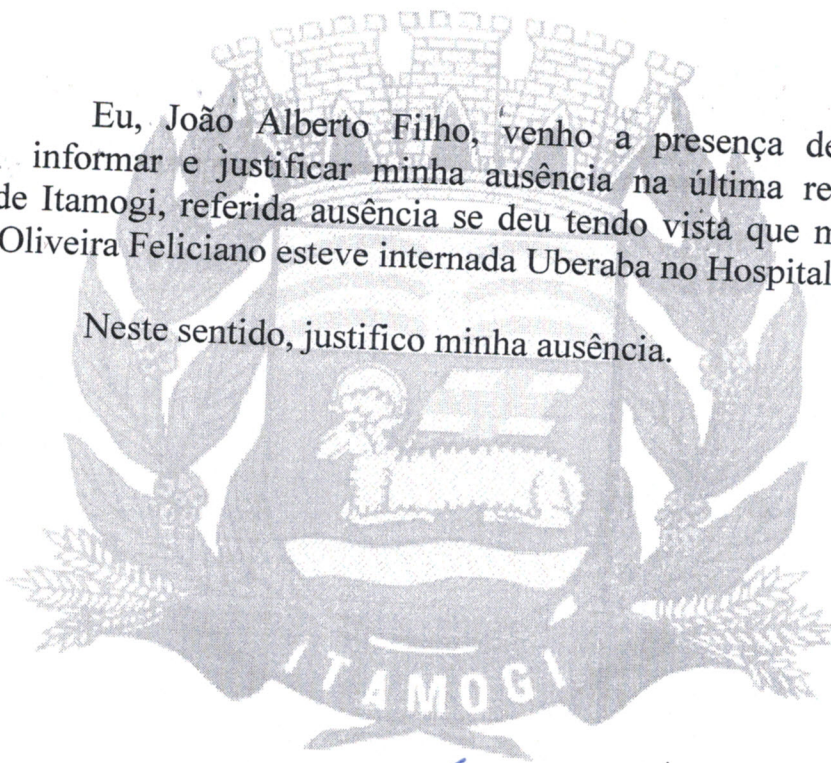 Eu, João Alberto Filho, venho a presença de
informar e justificar minha ausência na última re
de Itamogi, referida ausência se deu tendo vista que m
Oliveira Feliciano esteve internada Uberaba no Hospital
Neste sentido, justifico minha ausência.
ITAMOGI